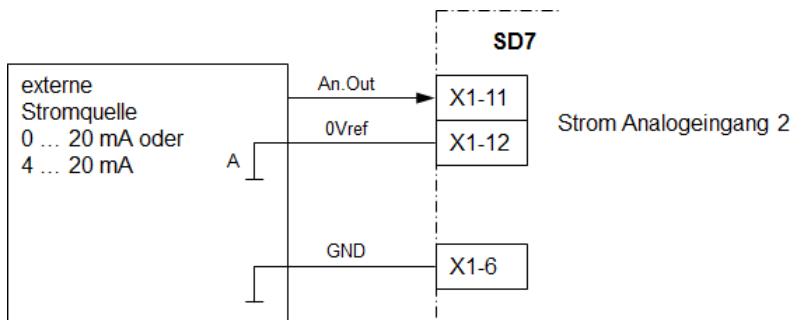 SD7
externe
Stromquelle
0 ... 20 mA oder
4 ... 20 mA
An.Out
X1-11
Strom Analogeingang 2
0Vref
X1-12
A
GND
X1-6